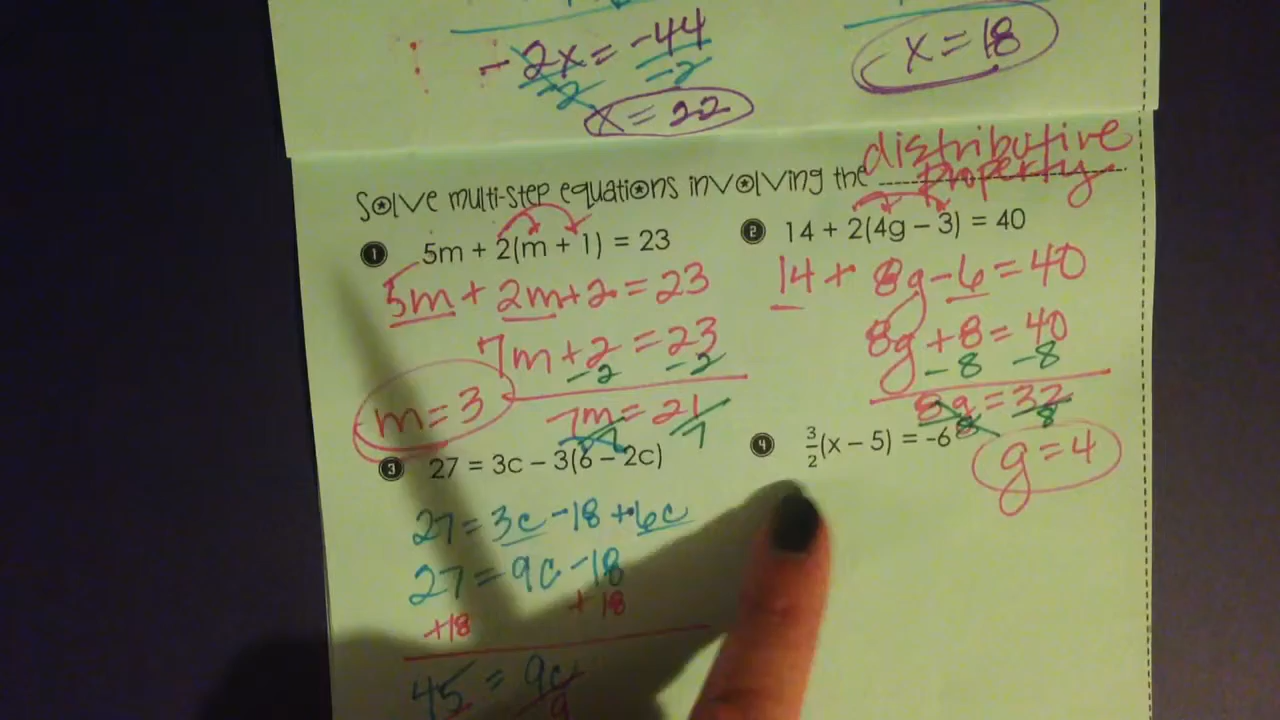 - 2x = -44
-2 -2
x = 22
x = 18
Solve multi-step equations involving the distributive property
1 5m + 2(m + 1) = 23
5m + 2m + 2 = 23
7m + 2 = 23
-2 -2
7m = 21
7 7
m = 3
2 14 + 2(4g - 3) = 40
14 + 8g - 6 = 40
8g + 8 = 40
-8 -8
8g = 32
8 8
g = 4
3 27 = 3c - 3(6 - 2c)
27 = 3c - 18 + 6c
27 = 9c - 18
+18 + 18
45 = 9c
9
4 3/2(x - 5) = -6